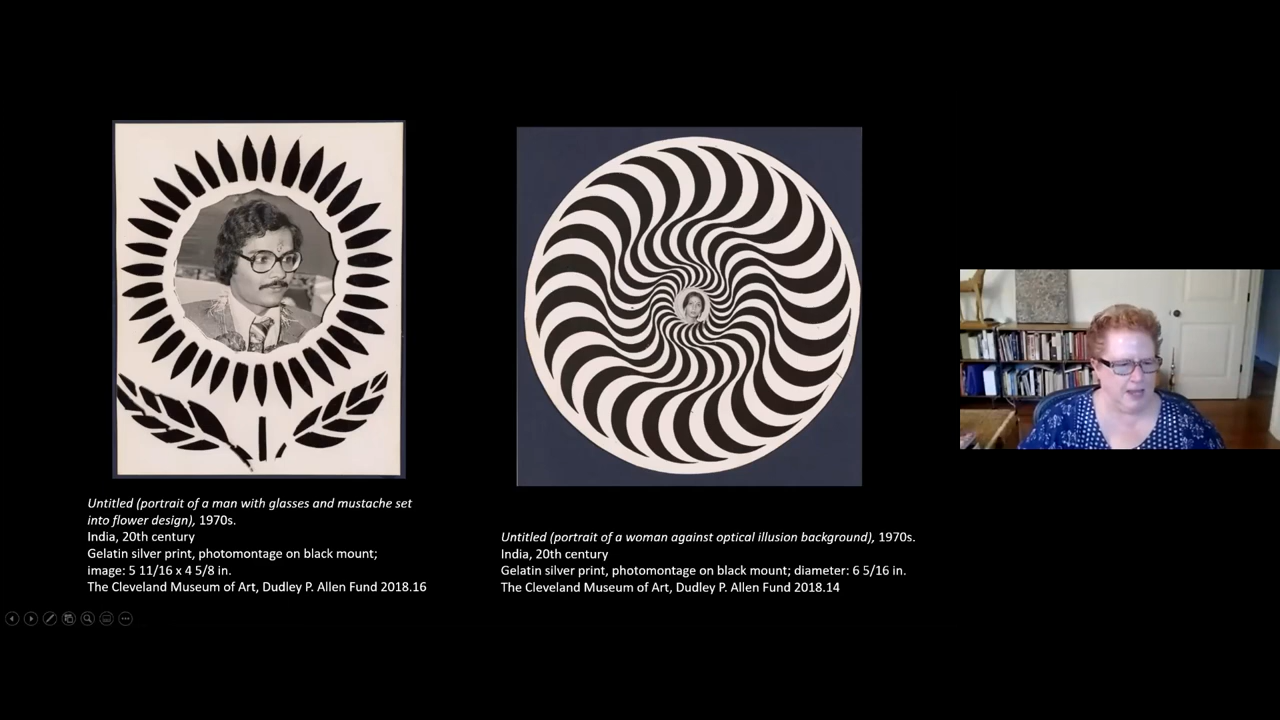 Untitled (portrait of a man with glasses and mustache set
into flower design), 1970s.
India, 20th century
Gelatin silver print, photomontage on black mount;
image: 5 11/16 x 4 5/8 in.
The Cleveland Museum of Art, Dudley P. Allen Fund 2018.16
Untitled (portrait of a woman against optical illusion background), 1970s.
India, 20th century
Gelatin silver print, photomontage on black mount; diameter: 6 5/16 in.
The Cleveland Museum of Art, Dudley P. Allen Fund 2018.14